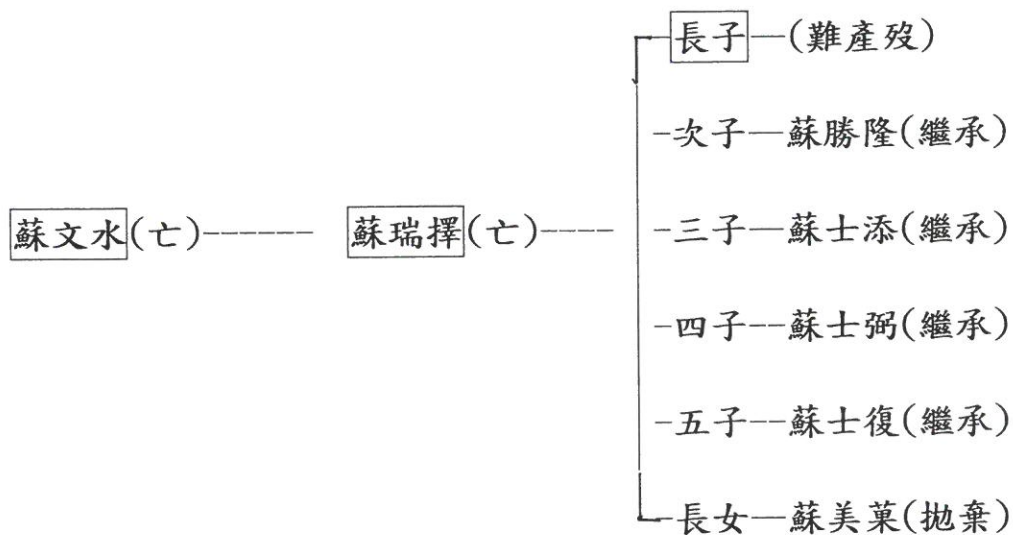 長子—(難產歿)
次子—蘇勝隆(繼承)
三子—蘇士添(繼承)
蘇文水(亡)------ 蘇瑞擇(亡)----
四子--蘇士弼(繼承)
五子--蘇士復(繼承)
長女—蘇美菓(拋棄)